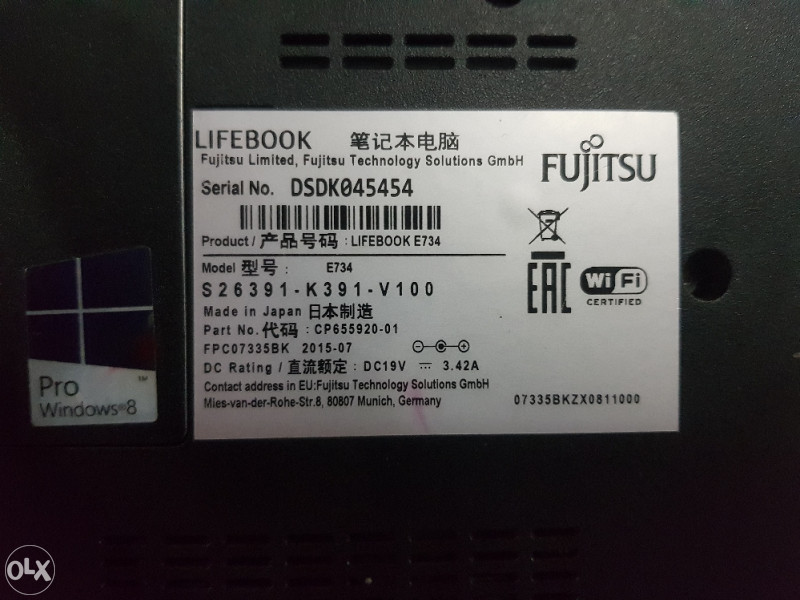 LIFEBOOK 笔记本电脑
Fujitsu Limited, Fujitsu Technology Solutions GmbH
FUJITSU
Serial No. DSDK045454
Product / 产品号码 : LIFEBOOK E734
Model 型号 : E734
S26391-K391-V100
Made in Japan 日本制造
Part No. 代码 : CP655920-01
FPC07335BK 2015-07
DC Rating / 直流额定 : DC19V ⎓ 3.42A
Contact address in EU:Fujitsu Technology Solutions GmbH
Mies-van-der-Rohe-Str.8, 80807 Munich, Germany
07335BKZX0811000
EAC
Wi Fi
CERTIFIED
Pro ™
Windows®8
OLX